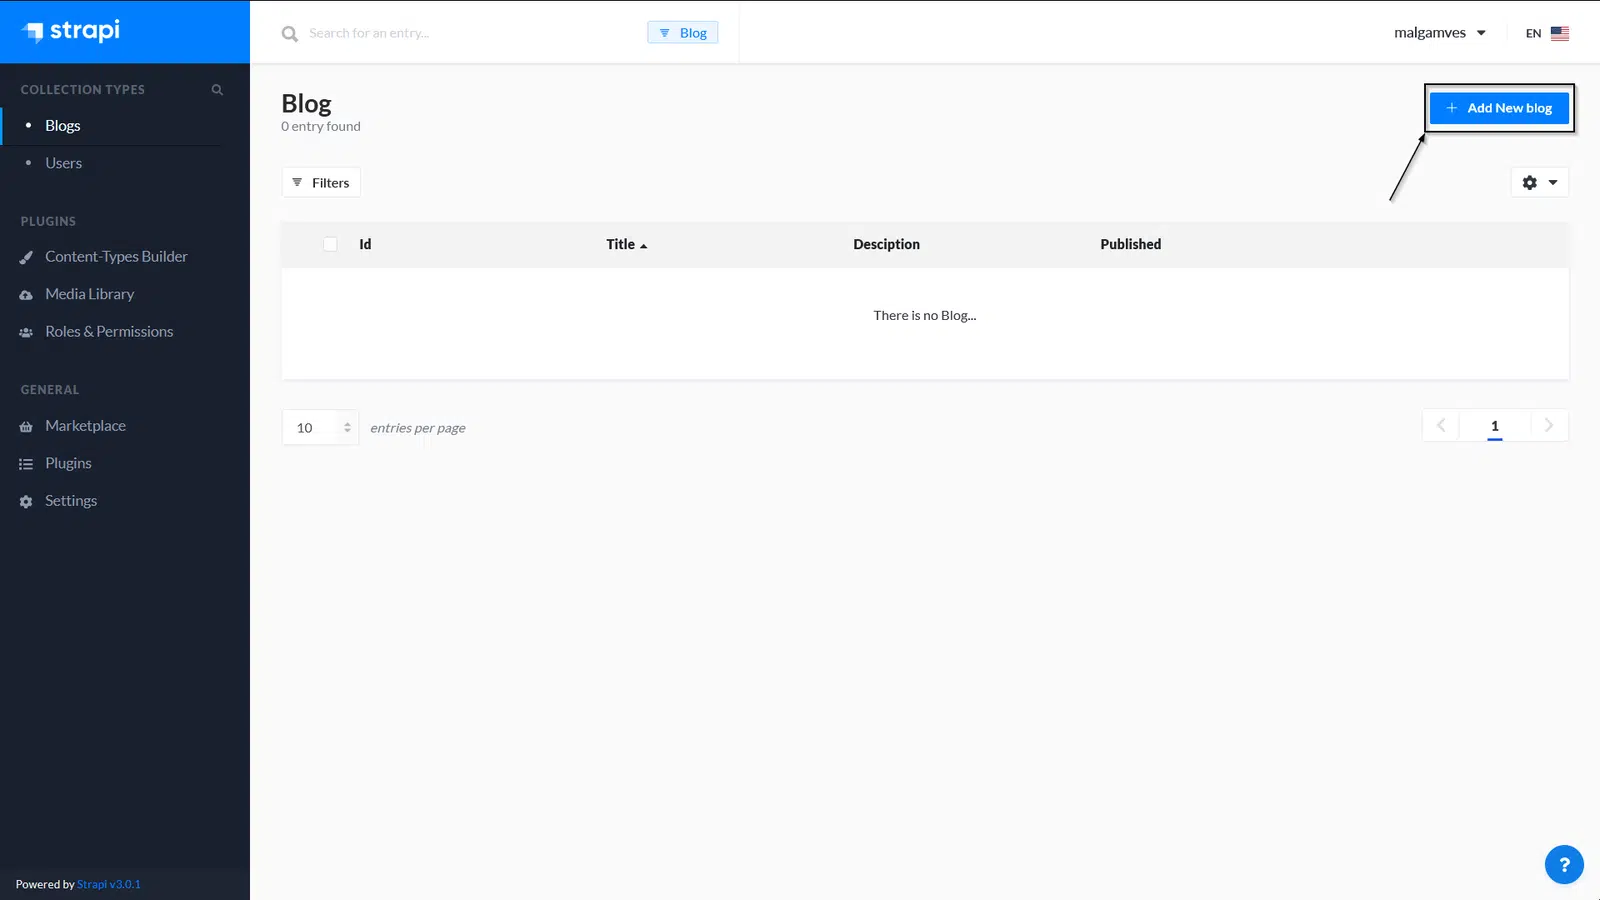 strapi
Search for an entry...
Blog
malgamves
EN
COLLECTION TYPES
Blogs
Users
PLUGINS
Content-Types Builder
Media Library
Roles & Permissions
GENERAL
Marketplace
Plugins
Settings
Powered by Strapi v3.0.1
Blog
0 entry found
+ Add New blog
Filters
Id Title Desciption Published
There is no Blog...
10 entries per page
1
?